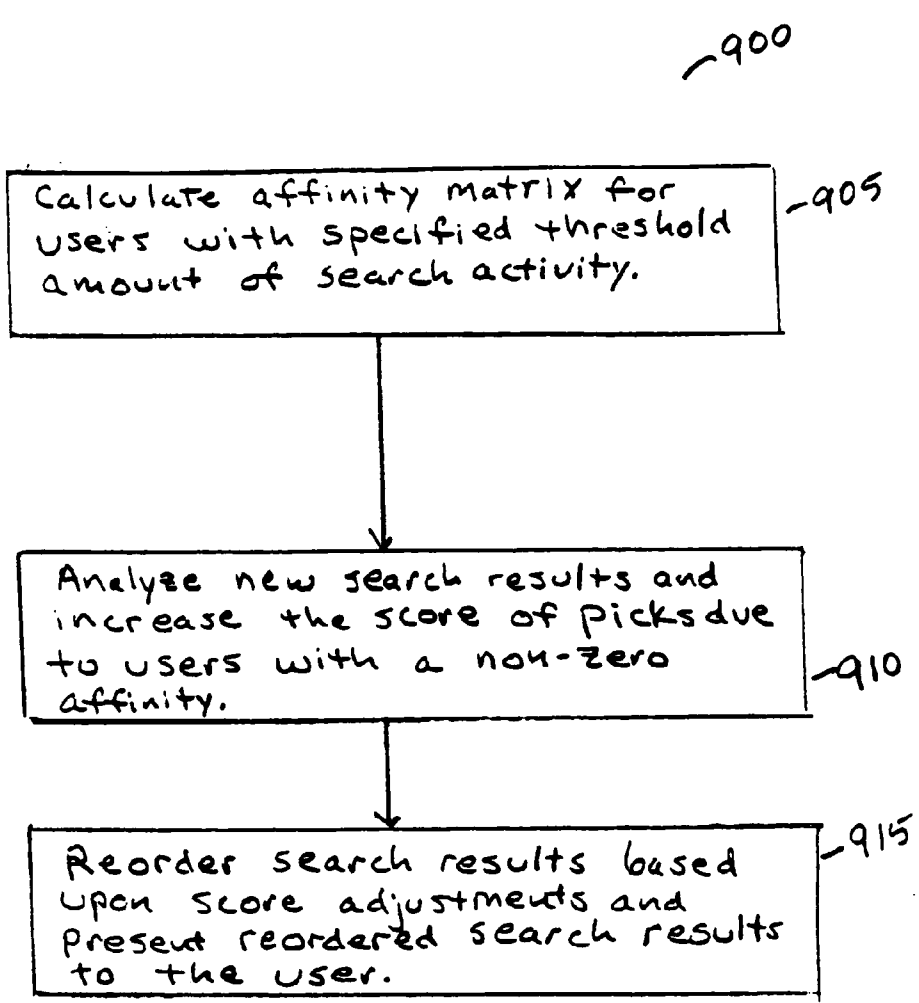 900
905
Calculate affinity matrix for
users with specified threshold
amount of search activity.
Analyze new search results and
increase the score of picks due
to users with a non-zero
affinity.
910
915
Reorder search results based
upon score adjustments and
present reordered search results
to the user.